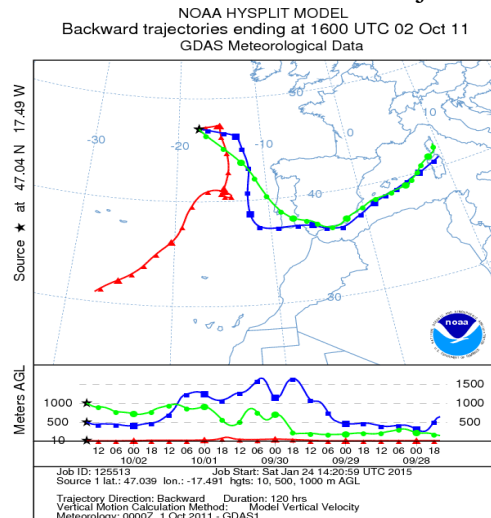 NOAA HYSPLIT MODEL
Backward trajectories ending at 1600 UTC 02 Oct 11
GDAS Meteorological Data
Source ★ at 47.04 N 17.49 W
-30
-20
-10
0
40
30
noaa
Meters AGL
1500
1000 1000
500 500
10
12 06 00 18 12 06 00 18 12 06 00 18 12 06 00 18 12 06 00 18
10/02 10/01 09/30 09/29 09/28
Job ID: 125513 Job Start: Sat Jan 24 14:20:59 UTC 2015
Source 1 lat.: 47.039 lon.: -17.491 hgts: 10, 500, 1000 m AGL
Trajectory Direction: Backward Duration: 120 hrs
Vertical Motion Calculation Method: Model Vertical Velocity
Meteorology: 0000Z 1 Oct 2011 - GDAS1